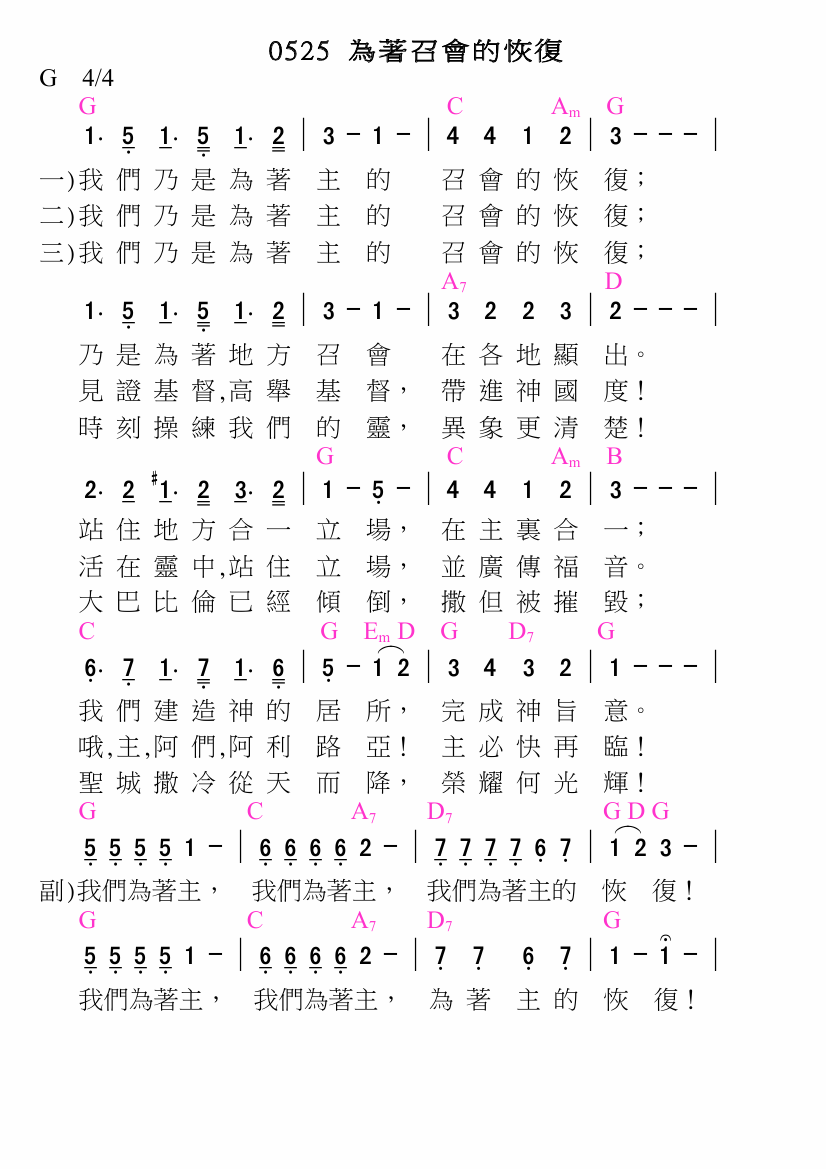 0525 為著召會的恢復
G 4/4
G C Am G
1· 5 1· 5 1· 2 | 3 – 1 – | 4 4 1 2 | 3 – – – |
一)我們乃是為著主的召會的恢復；
二)我們乃是為著主的召會的恢復；
三)我們乃是為著主的召會的恢復；
A7 D
1· 5 1· 5 1· 2 | 3 – 1 – | 3 2 2 3 | 2 – – – |
乃是為著地方召會在各地顯出。
見證基督,高舉基督，帶進神國度！
時刻操練我們的靈，異象更清楚！
G C Am B
2· 2 #1· 2 3· 2 | 1 – 5 – | 4 4 1 2 | 3 – – – |
站住地方合一立場，在主裏合一；
活在靈中,站住立場，並廣傳福音。
大巴比倫已經傾倒，撒但被摧毀；
C G Em D G D7 G
6· 7 1· 7 1· 6 | 5 – 1 2 | 3 4 3 2 | 1 – – – |
我們建造神的居所，完成神旨意。
哦,主,阿們,阿利路亞！主必快再臨！
聖城撒冷從天而降，榮耀何光輝！
G C A7 D7 G D G
5 5 5 5 1 – | 6 6 6 6 2 – | 7 7 7 7 6 7 | 1 2 3 – |
副)我們為著主，我們為著主，我們為著主的恢復！
G C A7 D7 G
5 5 5 5 1 – | 6 6 6 6 2 – | 7 7 6 7 | 1 – 1 – |
我們為著主，我們為著主，為著主的恢復！